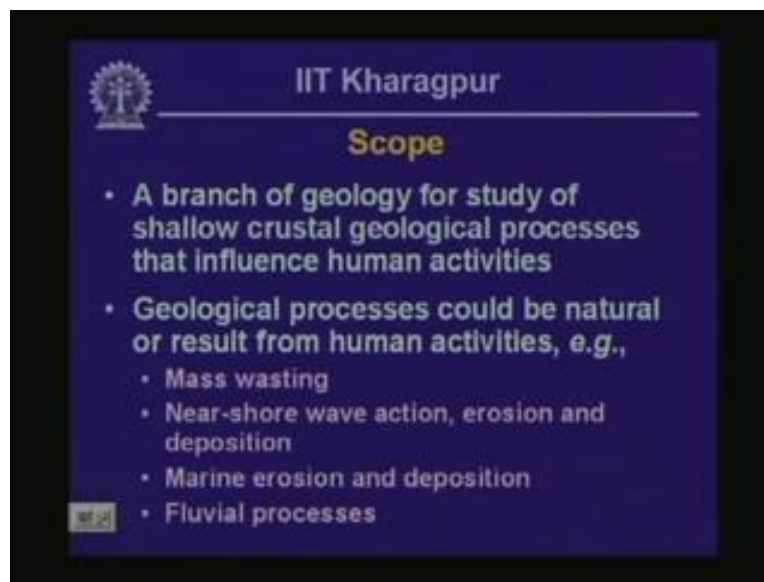 IIT Kharagpur
Scope
• A branch of geology for study of
shallow crustal geological processes
that influence human activities
• Geological processes could be natural
or result from human activities, e.g.,
• Mass wasting
• Near-shore wave action, erosion and
deposition
• Marine erosion and deposition
• Fluvial processes